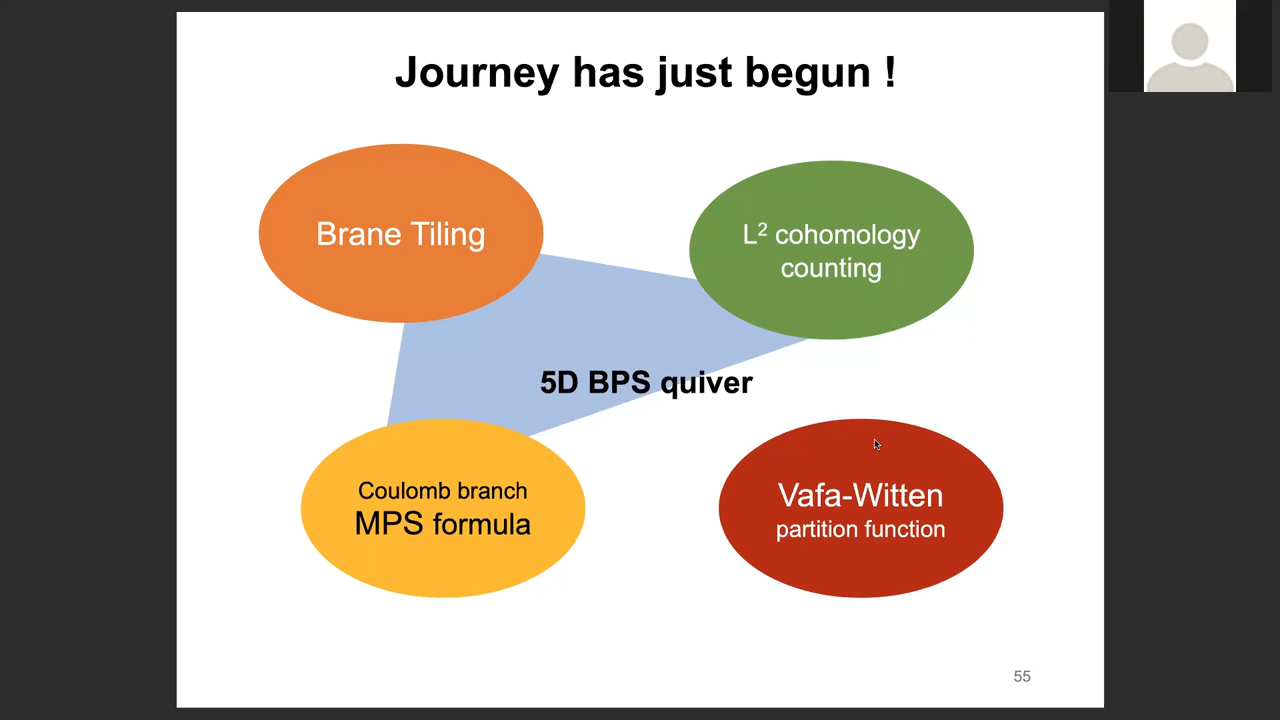 Journey has just begun !
Brane Tiling
L² cohomology
counting
5D BPS quiver
Coulomb branch
MPS formula
Vafa-Witten
partition function
55